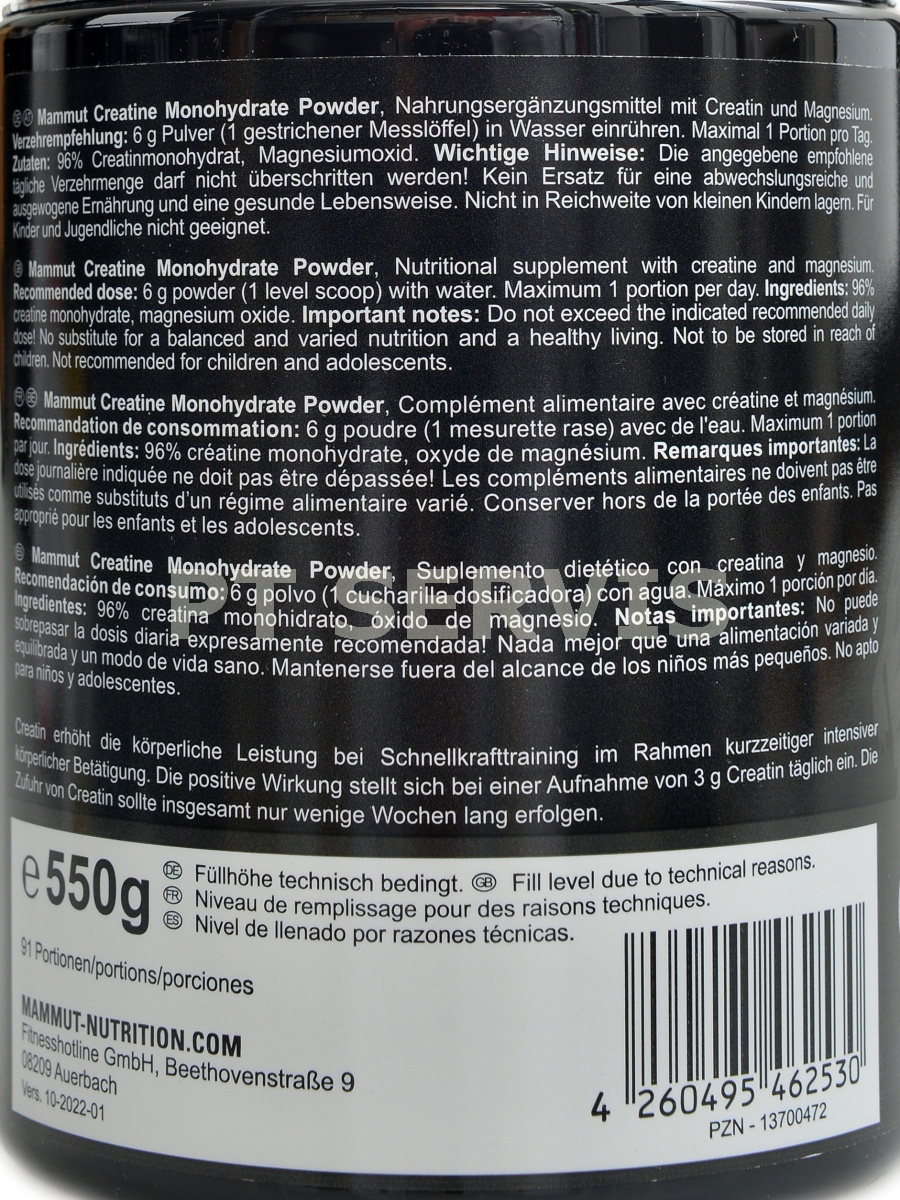 DE AT Mammut Creatine Monohydrate Powder, Nahrungsergänzungsmittel mit Creatin und Magnesium.
Verzehrempfehlung: 6 g Pulver (1 gestrichener Messlöffel) in Wasser einrühren. Maximal 1 Portion pro Tag.
Zutaten: 96% Creatinmonohydrat, Magnesiumoxid. Wichtige Hinweise: Die angegebene empfohlene
tägliche Verzehrmenge darf nicht überschritten werden! Kein Ersatz für eine abwechslungsreiche und
ausgewogene Ernährung und eine gesunde Lebensweise. Nicht in Reichweite von kleinen Kindern lagern. Für
Kinder und Jugendliche nicht geeignet.
GB Mammut Creatine Monohydrate Powder, Nutritional supplement with creatine and magnesium.
Recommended dose: 6 g powder (1 level scoop) with water. Maximum 1 portion per day. Ingredients: 96%
creatine monohydrate, magnesium oxide. Important notes: Do not exceed the indicated recommended daily
dose! No substitute for a balanced and varied nutrition and a healthy living. Not to be stored in reach of
children. Not recommended for children and adolescents.
FR BE Mammut Creatine Monohydrate Powder, Complément alimentaire avec créatine et magnésium.
Recommandation de consommation: 6 g poudre (1 mesurette rase) avec de l'eau. Maximum 1 portion
par jour. Ingrédients: 96% créatine monohydrate, oxyde de magnésium. Remarques importantes: La
dose journalière indiquée ne doit pas être dépassée! Les compléments alimentaires ne doivent pas être
utilisés comme substituts d'un régime alimentaire varié. Conserver hors de la portée des enfants. Pas
approprié pour les enfants et les adolescents.
ES Mammut Creatine Monohydrate Powder, Suplemento dietético con creatina y magnesio.
Recomendación de consumo: 6 g polvo (1 cucharilla dosificadora) con agua. Máximo 1 porción por dia.
Ingredientes: 96% creatina monohidrato, óxido de magnesio. Notas importantes: No puede
sobrepasar la dosis diaria expresamente recomendada! Nada mejor que una alimentación variada y
equilibrada y un modo de vida sano. Mantenerse fuera del alcance de los niños más pequeños. No apto
para niños y adolescentes.
PT SERVIS
Creatin erhöht die körperliche Leistung bei Schnellkrafttraining im Rahmen kurzzeitiger intensiver
körperlicher Betätigung. Die positive Wirkung stellt sich bei einer Aufnahme von 3 g Creatin täglich ein. Die
Zufuhr von Creatin sollte insgesamt nur wenige Wochen lang erfolgen.
e 550g
DE Füllhöhe technisch bedingt. GB Fill level due to technical reasons.
FR Niveau de remplissage pour des raisons techniques.
ES Nivel de llenado por razones técnicas.
91 Portionen/portions/porciones
MAMMUT-NUTRITION.COM
Fitnesshotline GmbH, Beethovenstraße 9
08209 Auerbach
Vers. 10-2022-01
4 260495 462530
PZN - 13700472